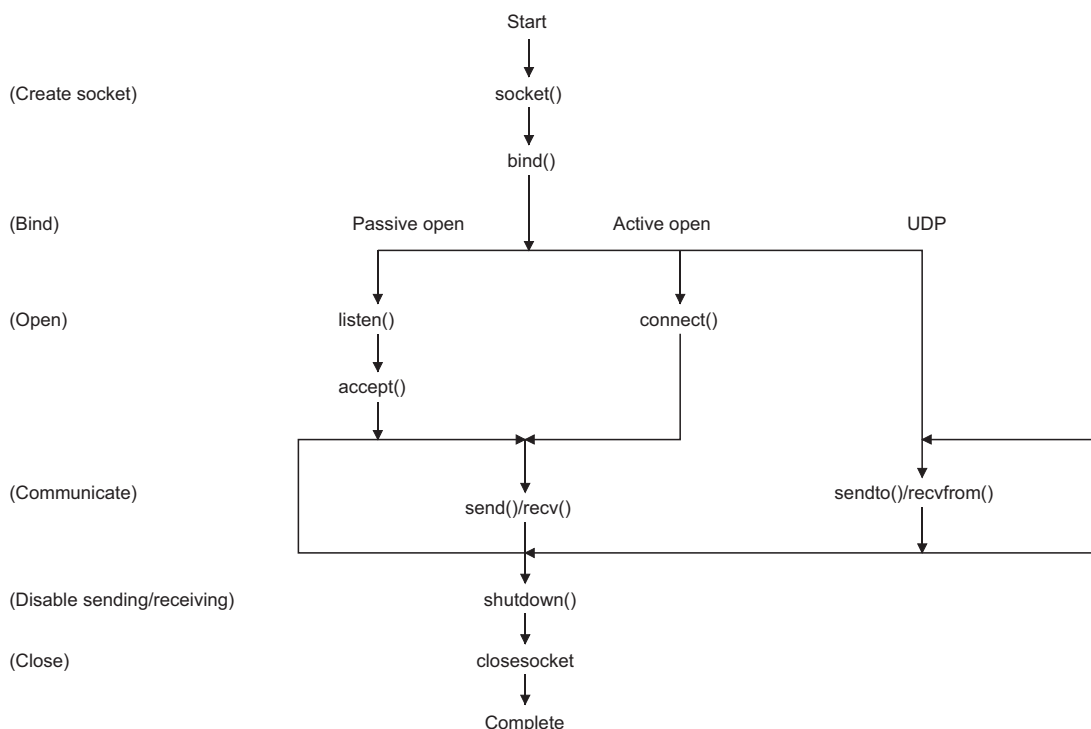 Start
(Create socket) socket()
bind()
(Bind) Passive open Active open UDP
(Open) listen() connect()
accept()
(Communicate) send()/recv() sendto()/recvfrom()
(Disable sending/receiving) shutdown()
(Close) closesocket
Complete